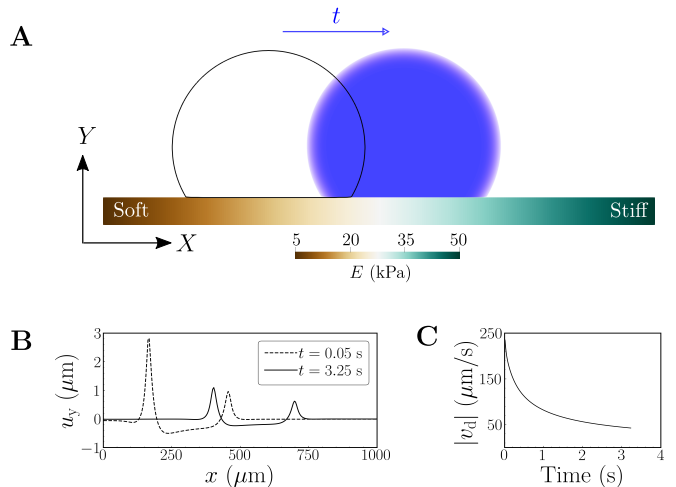 A
t
Y
Soft
Stiff
X
5 20 35 50
E (kPa)
B
3
2
1
0
−1
u_y (μm)
t = 0.05 s
t = 3.25 s
0 250 500 750 1000
x (μm)
C
250
150
50
|v_d| (μm/s)
0 1 2 3 4
Time (s)